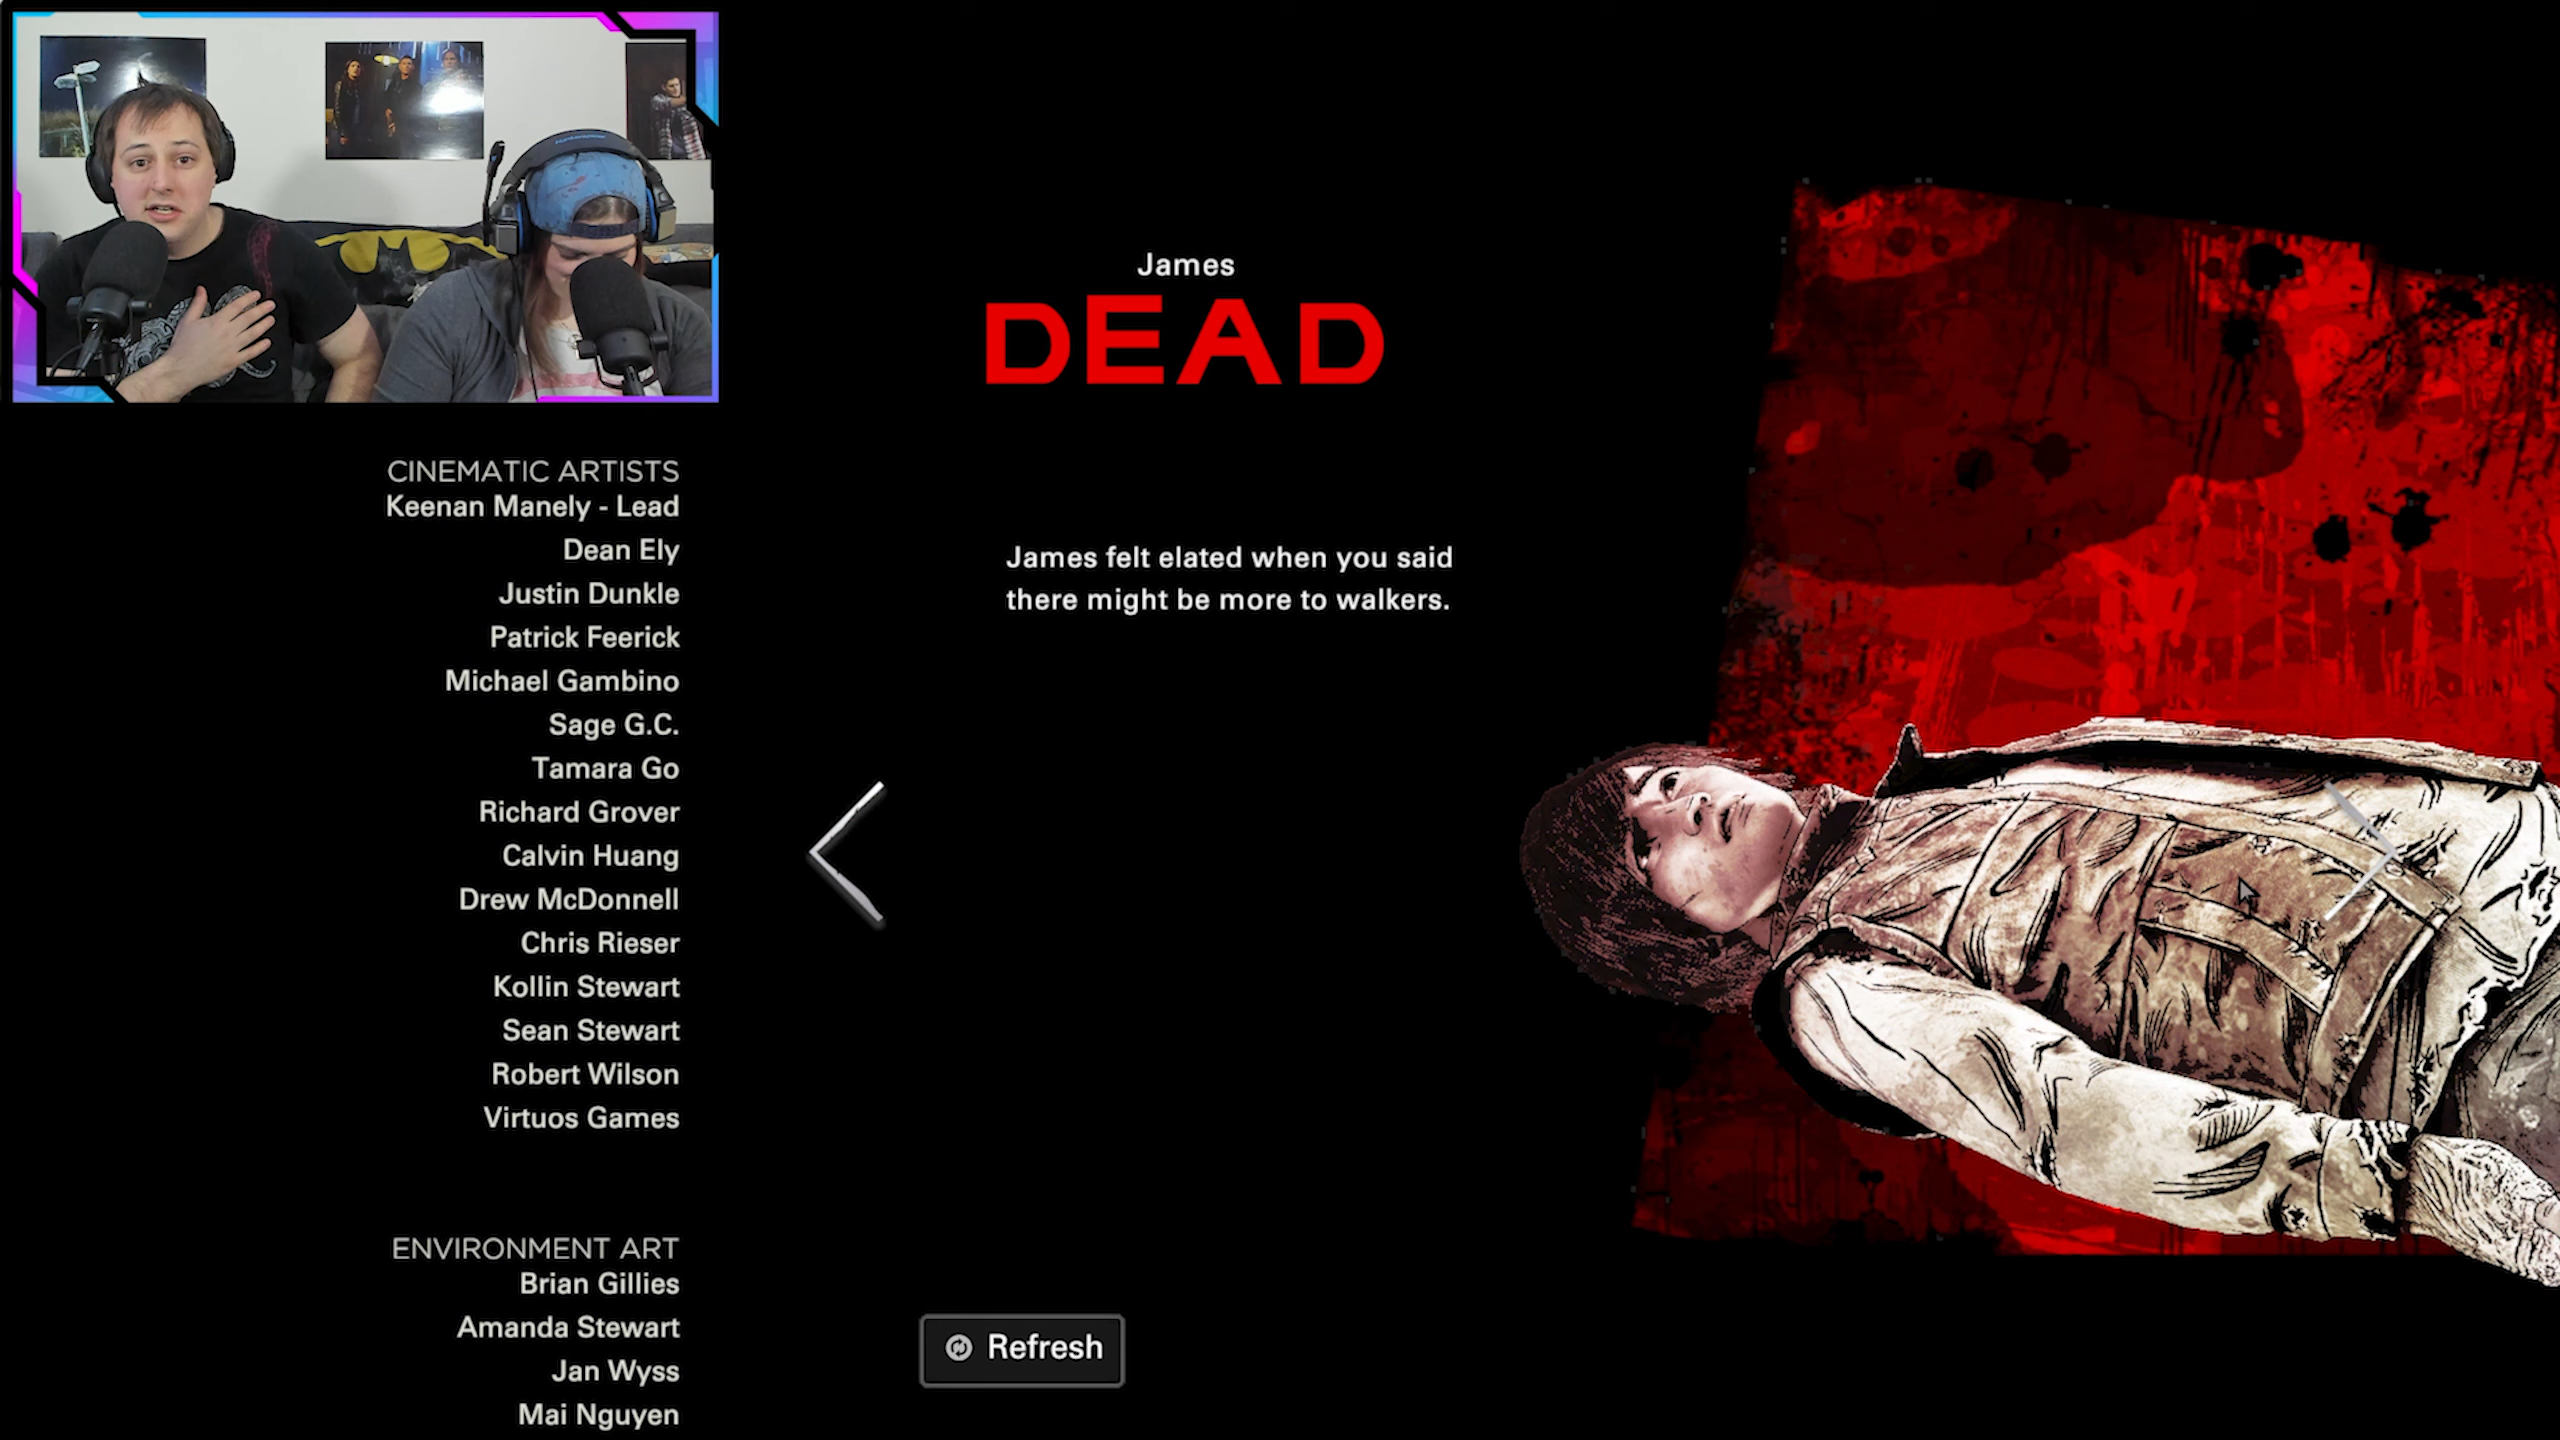 James
DEAD
James felt elated when you said
there might be more to walkers.
CINEMATIC ARTISTS
Keenan Manely - Lead
Dean Ely
Justin Dunkle
Patrick Feerick
Michael Gambino
Sage G.C.
Tamara Go
Richard Grover
Calvin Huang
Drew McDonnell
Chris Rieser
Kollin Stewart
Sean Stewart
Robert Wilson
Virtuos Games
ENVIRONMENT ART
Brian Gillies
Amanda Stewart
Jan Wyss
Mai Nguyen
Refresh